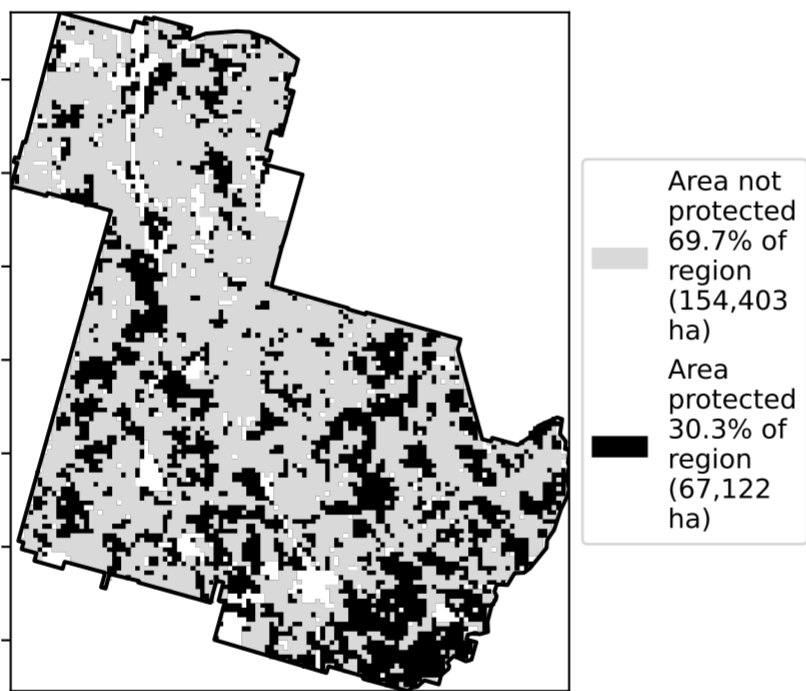 Area not
protected
69.7% of
region
(154,403
ha)
Area
protected
30.3% of
region
(67,122
ha)